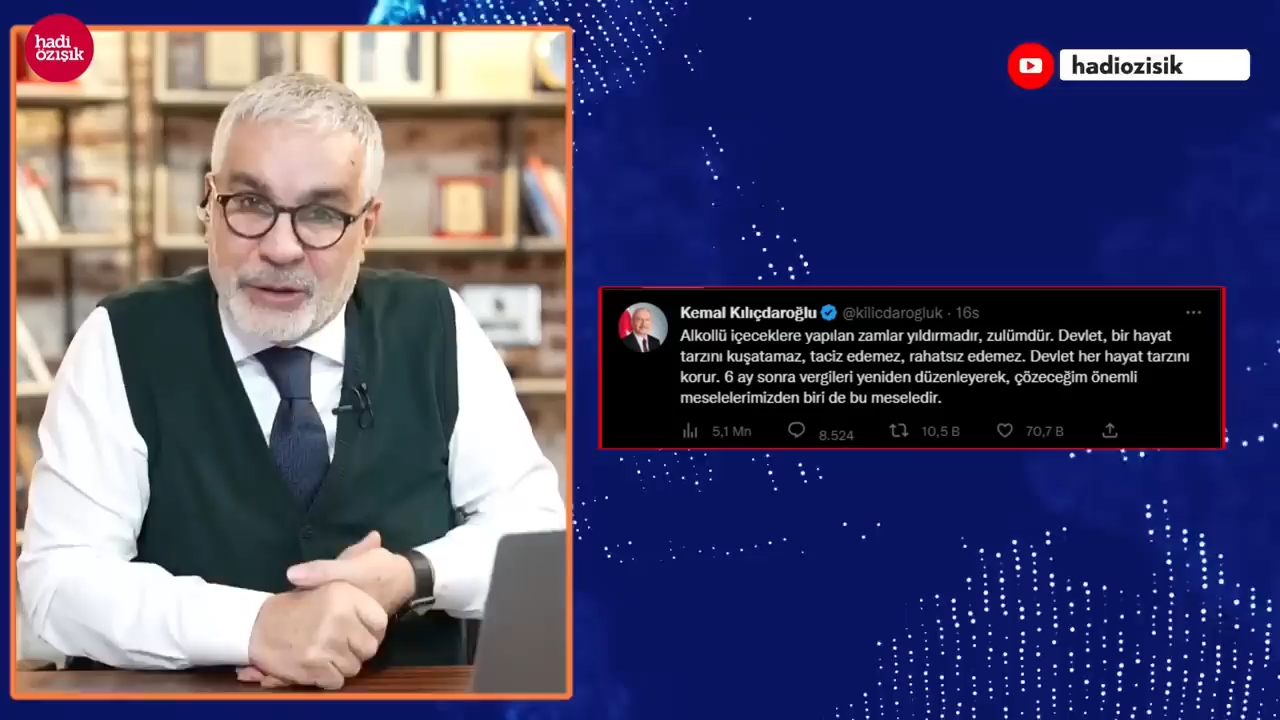 hadi
özışık
hadiozisik
Kemal Kılıçdaroğlu @kilicdarogluk · 16s
Alkollü içeceklere yapılan zamlar yıldırmadır, zulümdür. Devlet, bir hayat
tarzını kuşatamaz, taciz edemez, rahatsız edemez. Devlet her hayat tarzını
korur. 6 ay sonra vergileri yeniden düzenleyerek, çözeceğim önemli
meselelerimizden biri de bu meseledir.
5,1 Mn 8.524 10,5 B 70,7 B